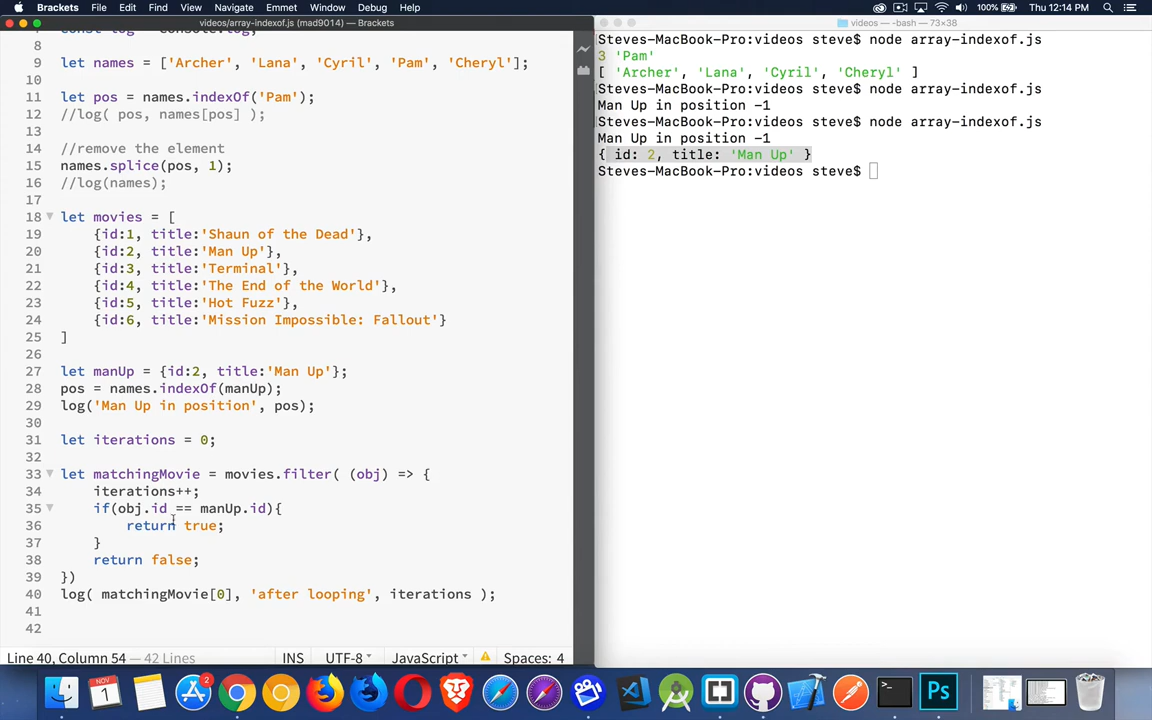 Brackets File Edit Find View Navigate Emmet Window Debug Help 100% Thu 12:14 PM
videos/array-indexof.js (mad9014) — Brackets
videos — -bash — 73×38
8
9 let names = ['Archer', 'Lana', 'Cyril', 'Pam', 'Cheryl'];
10
11 let pos = names.indexOf('Pam');
12 //log( pos, names[pos] );
13
14 //remove the element
15 names.splice(pos, 1);
16 //log(names);
17
18 let movies = [
19 {id:1, title:'Shaun of the Dead'},
20 {id:2, title:'Man Up'},
21 {id:3, title:'Terminal'},
22 {id:4, title:'The End of the World'},
23 {id:5, title:'Hot Fuzz'},
24 {id:6, title:'Mission Impossible: Fallout'}
25 ]
26
27 let manUp = {id:2, title:'Man Up'};
28 pos = names.indexOf(manUp);
29 log('Man Up in position', pos);
30
31 let iterations = 0;
32
33 let matchingMovie = movies.filter( (obj) => {
34 iterations++;
35 if(obj.id == manUp.id){
36 return true;
37 }
38 return false;
39 })
40 log( matchingMovie[0], 'after looping', iterations );
41
42
Line 40, Column 54 — 42 Lines INS UTF-8 JavaScript Spaces: 4
Steves-MacBook-Pro:videos steve$ node array-indexof.js
3 'Pam'
[ 'Archer', 'Lana', 'Cyril', 'Cheryl' ]
Steves-MacBook-Pro:videos steve$ node array-indexof.js
Man Up in position -1
Steves-MacBook-Pro:videos steve$ node array-indexof.js
Man Up in position -1
{ id: 2, title: 'Man Up' }
Steves-MacBook-Pro:videos steve$
NOV
1
2
Ps